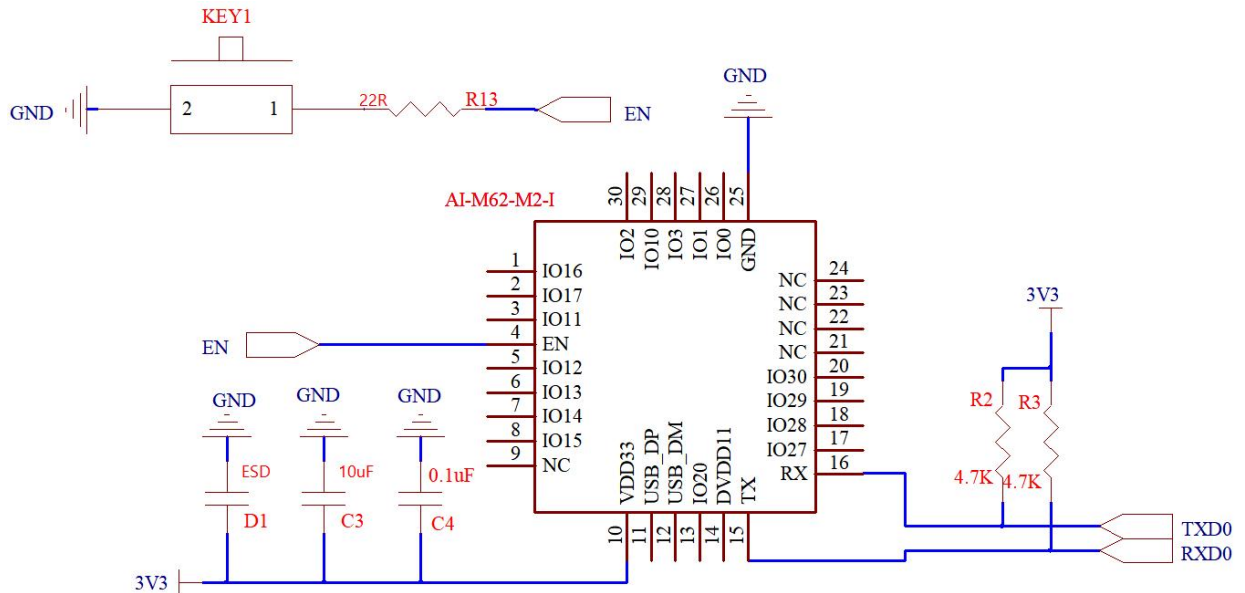 KEY1
GND
2
1
22R
R13
EN
GND
AI-M62-M2-I
30
29
28
27
26
25
IO2
IO10
IO3
IO1
IO0
GND
1 IO16
2 IO17
3 IO11
4 EN
5 IO12
6 IO13
7 IO14
8 IO15
9 NC
EN
NC 24
NC 23
NC 22
NC 21
IO30 20
IO29 19
IO28 18
IO27 17
RX 16
VDD33
USB_DP
USB_DM
IO20
DVDD11
TX
10
11
12
13
14
15
GND
GND
GND
ESD
10uF
0.1uF
D1
C3
C4
3V3
3V3
R2
R3
4.7K
4.7K
TXD0
RXD0